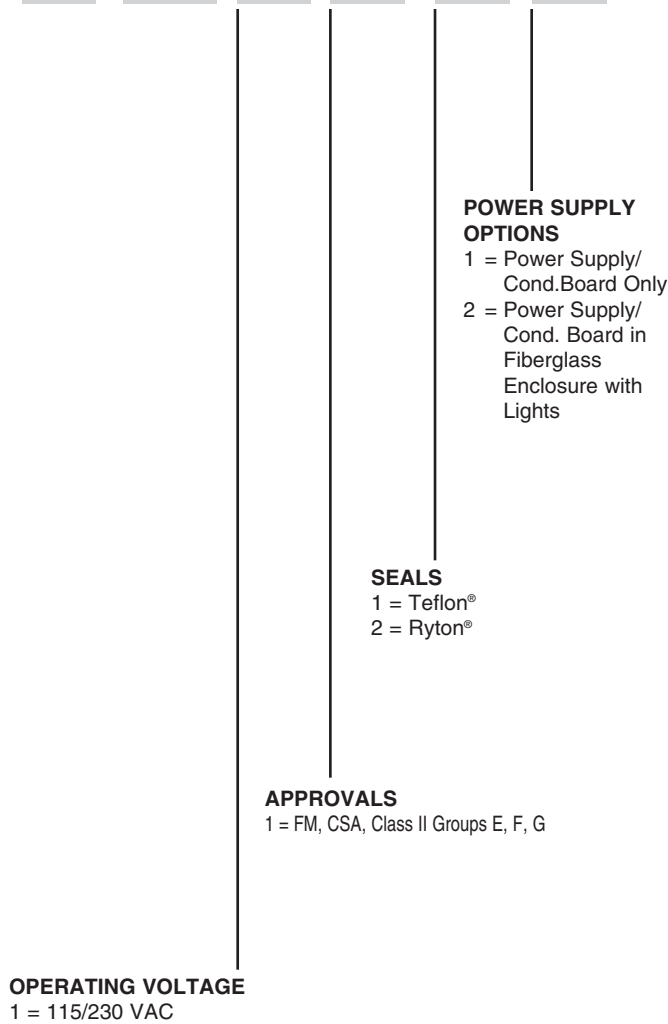 POWER SUPPLY
OPTIONS
1 = Power Supply/
Cond.Board Only
2 = Power Supply/
Cond. Board in
Fiberglass
Enclosure with
Lights
SEALS
1 = Teflon®
2 = Ryton®
APPROVALS
1 = FM, CSA, Class II Groups E, F, G
OPERATING VOLTAGE
1 = 115/230 VAC